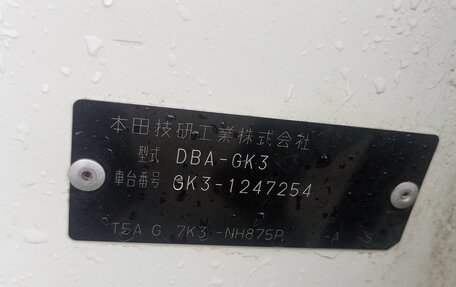 本田技研工業株式会社
型式 DBA-GK3
車台番号 GK3-1247254
T5A G 7K3 -NH875P -A S